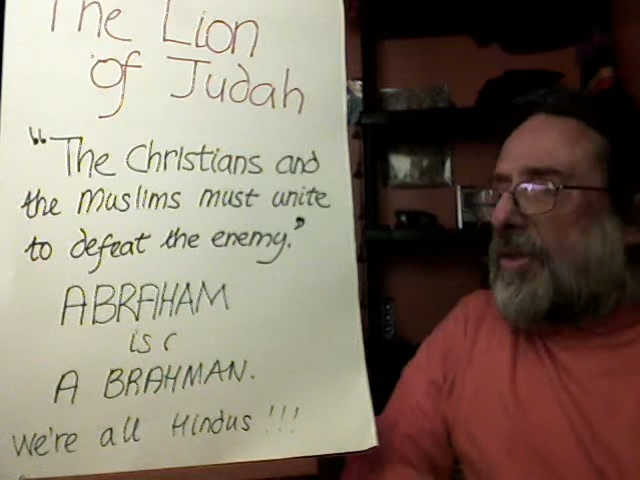 The Lion
of Judah
"The Christians and
the Muslims must unite
to defeat the enemy."
ABRAHAM
is c
A BRAHMAN.
We're all Hindus !!!